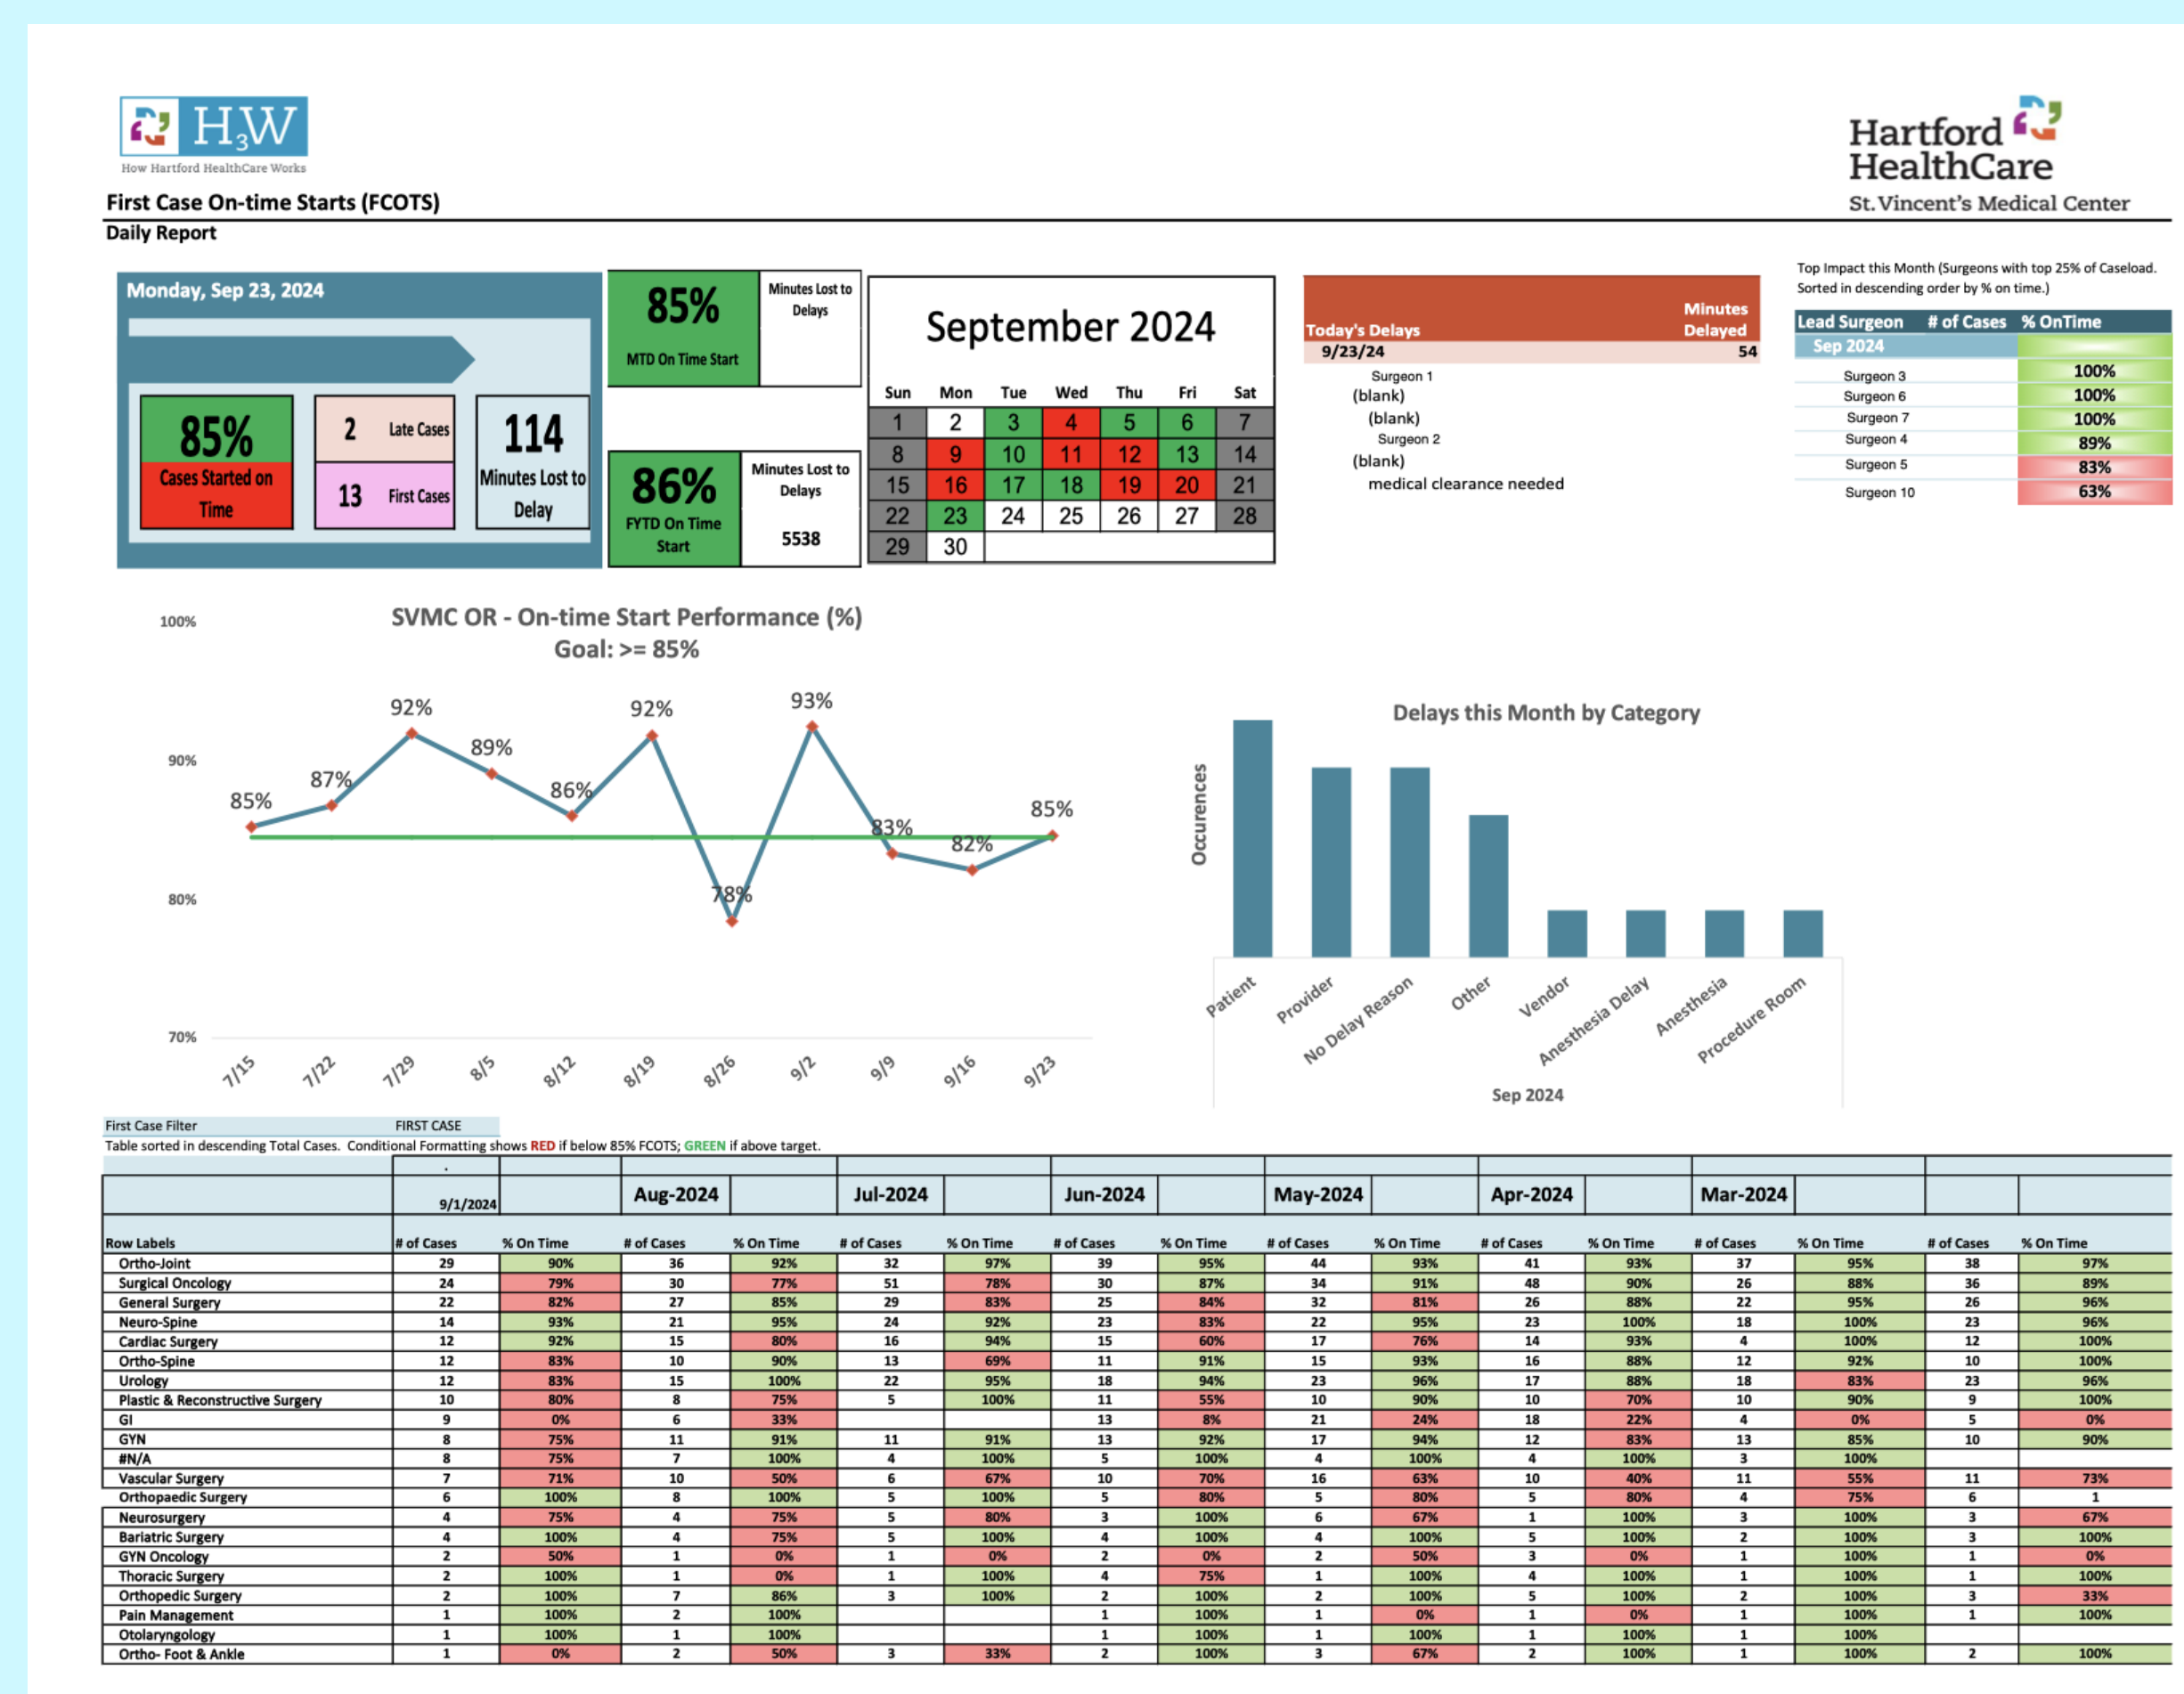 H3W
How Hartford HealthCare Works
Hartford
HealthCare
St. Vincent's Medical Center
First Case On-time Starts (FCOTS)
Daily Report
Monday, Sep 23, 2024
85%
Cases Started on
Time
2 Late Cases
13 First Cases
114
Minutes Lost to
Delay
85%
MTD On Time Start
Minutes Lost to
Delays
86%
FYTD On Time
Start
Minutes Lost to
Delays
5538
September 2024
Sun Mon Tue Wed Thu Fri Sat
1 2 3 4 5 6 7
8 9 10 11 12 13 14
15 16 17 18 19 20 21
22 23 24 25 26 27 28
29 30
Minutes
Today's Delays Delayed
9/23/24 54
Surgeon 1
(blank)
(blank)
Surgeon 2
(blank)
medical clearance needed
Top Impact this Month (Surgeons with top 25% of Caseload.
Sorted in descending order by % on time.)
Lead Surgeon # of Cases % OnTime
Sep 2024
Surgeon 3 100%
Surgeon 6 100%
Surgeon 7 100%
Surgeon 4 89%
Surgeon 5 83%
Surgeon 10 63%
SVMC OR - On-time Start Performance (%)
Goal: >= 85%
100%
90%
80%
70%
85%
87%
92%
89%
86%
92%
78%
93%
83%
82%
85%
7/15 7/22 7/29 8/5 8/12 8/19 8/26 9/2 9/9 9/16 9/23
Delays this Month by Category
Occurences
Patient
Provider
No Delay Reason
Other
Vendor
Anesthesia Delay
Anesthesia
Procedure Room
Sep 2024
First Case Filter FIRST CASE
Table sorted in descending Total Cases. Conditional Formatting shows RED if below 85% FCOTS; GREEN if above target.
9/1/2024 Aug-2024 Jul-2024 Jun-2024 May-2024 Apr-2024 Mar-2024
Row Labels # of Cases % On Time # of Cases % On Time # of Cases % On Time # of Cases % On Time # of Cases % On Time # of Cases % On Time # of Cases % On Time # of Cases % On Time
Ortho-Joint 29 90% 36 92% 32 97% 39 95% 44 93% 41 93% 37 95% 38 97%
Surgical Oncology 24 79% 30 77% 51 78% 30 87% 34 91% 48 90% 26 88% 36 89%
General Surgery 22 82% 27 85% 29 83% 25 84% 32 81% 26 88% 22 95% 26 96%
Neuro-Spine 14 93% 21 95% 24 92% 23 83% 22 95% 23 100% 18 100% 23 96%
Cardiac Surgery 12 92% 15 80% 16 94% 15 60% 17 76% 14 93% 4 100% 12 100%
Ortho-Spine 12 83% 10 90% 13 69% 11 91% 15 93% 16 88% 12 92% 10 100%
Urology 12 83% 15 100% 22 95% 18 94% 23 96% 17 88% 18 83% 23 96%
Plastic & Reconstructive Surgery 10 80% 8 75% 5 100% 11 55% 10 90% 10 70% 10 90% 9 100%
GI 9 0% 6 33% 13 8% 21 24% 18 22% 4 0% 5 0%
GYN 8 75% 11 91% 11 91% 13 92% 17 94% 12 83% 13 85% 10 90%
#N/A 8 75% 7 100% 4 100% 5 100% 4 100% 4 100% 3 100%
Vascular Surgery 7 71% 10 50% 6 67% 10 70% 16 63% 10 40% 11 55% 11 73%
Orthopaedic Surgery 6 100% 8 100% 5 100% 5 80% 5 80% 5 80% 4 75% 6 1
Neurosurgery 4 75% 4 75% 5 80% 3 100% 6 67% 1 100% 3 100% 3 67%
Bariatric Surgery 4 100% 4 75% 5 100% 4 100% 4 100% 5 100% 2 100% 3 100%
GYN Oncology 2 50% 1 0% 1 0% 2 0% 2 50% 3 0% 1 100% 1 0%
Thoracic Surgery 2 100% 1 0% 1 100% 4 75% 1 100% 4 100% 1 100% 1 100%
Orthopedic Surgery 2 100% 7 86% 3 100% 2 100% 2 100% 5 100% 2 100% 3 33%
Pain Management 1 100% 2 100% 1 100% 1 0% 1 0% 1 100% 1 100%
Otolaryngology 1 100% 1 100% 1 100% 1 100% 1 100% 1 100%
Ortho- Foot & Ankle 1 0% 2 50% 3 33% 2 100% 3 67% 2 100% 1 100% 2 100%